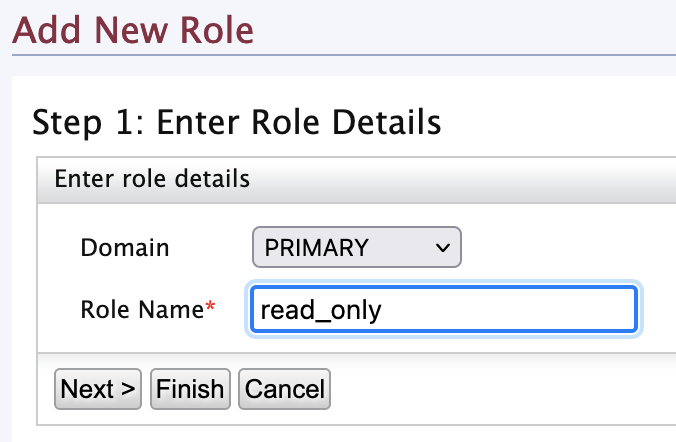 Add New Role
Step 1: Enter Role Details
Enter role details
Domain PRIMARY
Role Name* read_only
Next > Finish Cancel